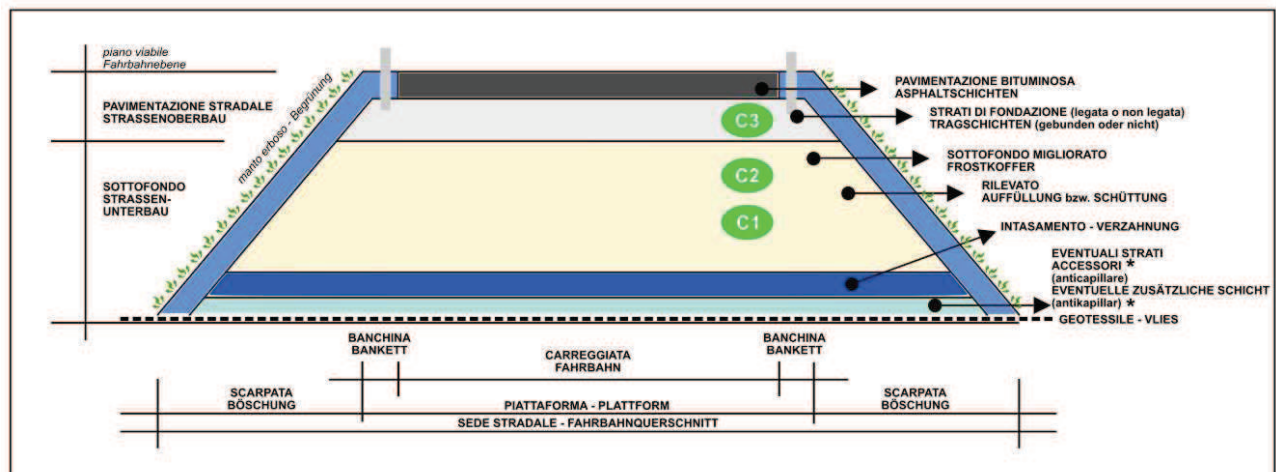 piano viabile
Fahrbahnebene
PAVIMENTAZIONE STRADALE
STRASSENOBERBAU
SOTTOFONDO
STRASSEN-
UNTERBAU
manto erboso - Begrünung
C3
C2
C1
PAVIMENTAZIONE BITUMINOSA
ASPHALTSCHICHTEN
STRATI DI FONDAZIONE (legata o non legata)
TRAGSCHICHTEN (gebunden oder nicht)
SOTTOFONDO MIGLIORATO
FROSTKOFFER
RILEVATO
AUFFÜLLUNG bzw. SCHÜTTUNG
INTASAMENTO - VERZAHNUNG
EVENTUALI STRATI
ACCESSORI *
(anticapillare)
EVENTUELLE ZUSÄTZLICHE SCHICHT
(antikapillar) *
GEOTESSILE - VLIES
BANCHINA
BANKETT
CARREGGIATA
FAHRBAHN
BANCHINA
BANKETT
SCARPATA
BÖSCHUNG
PIATTAFORMA - PLATTFORM
SCARPATA
BÖSCHUNG
SEDE STRADALE - FAHRBAHNQUERSCHNITT